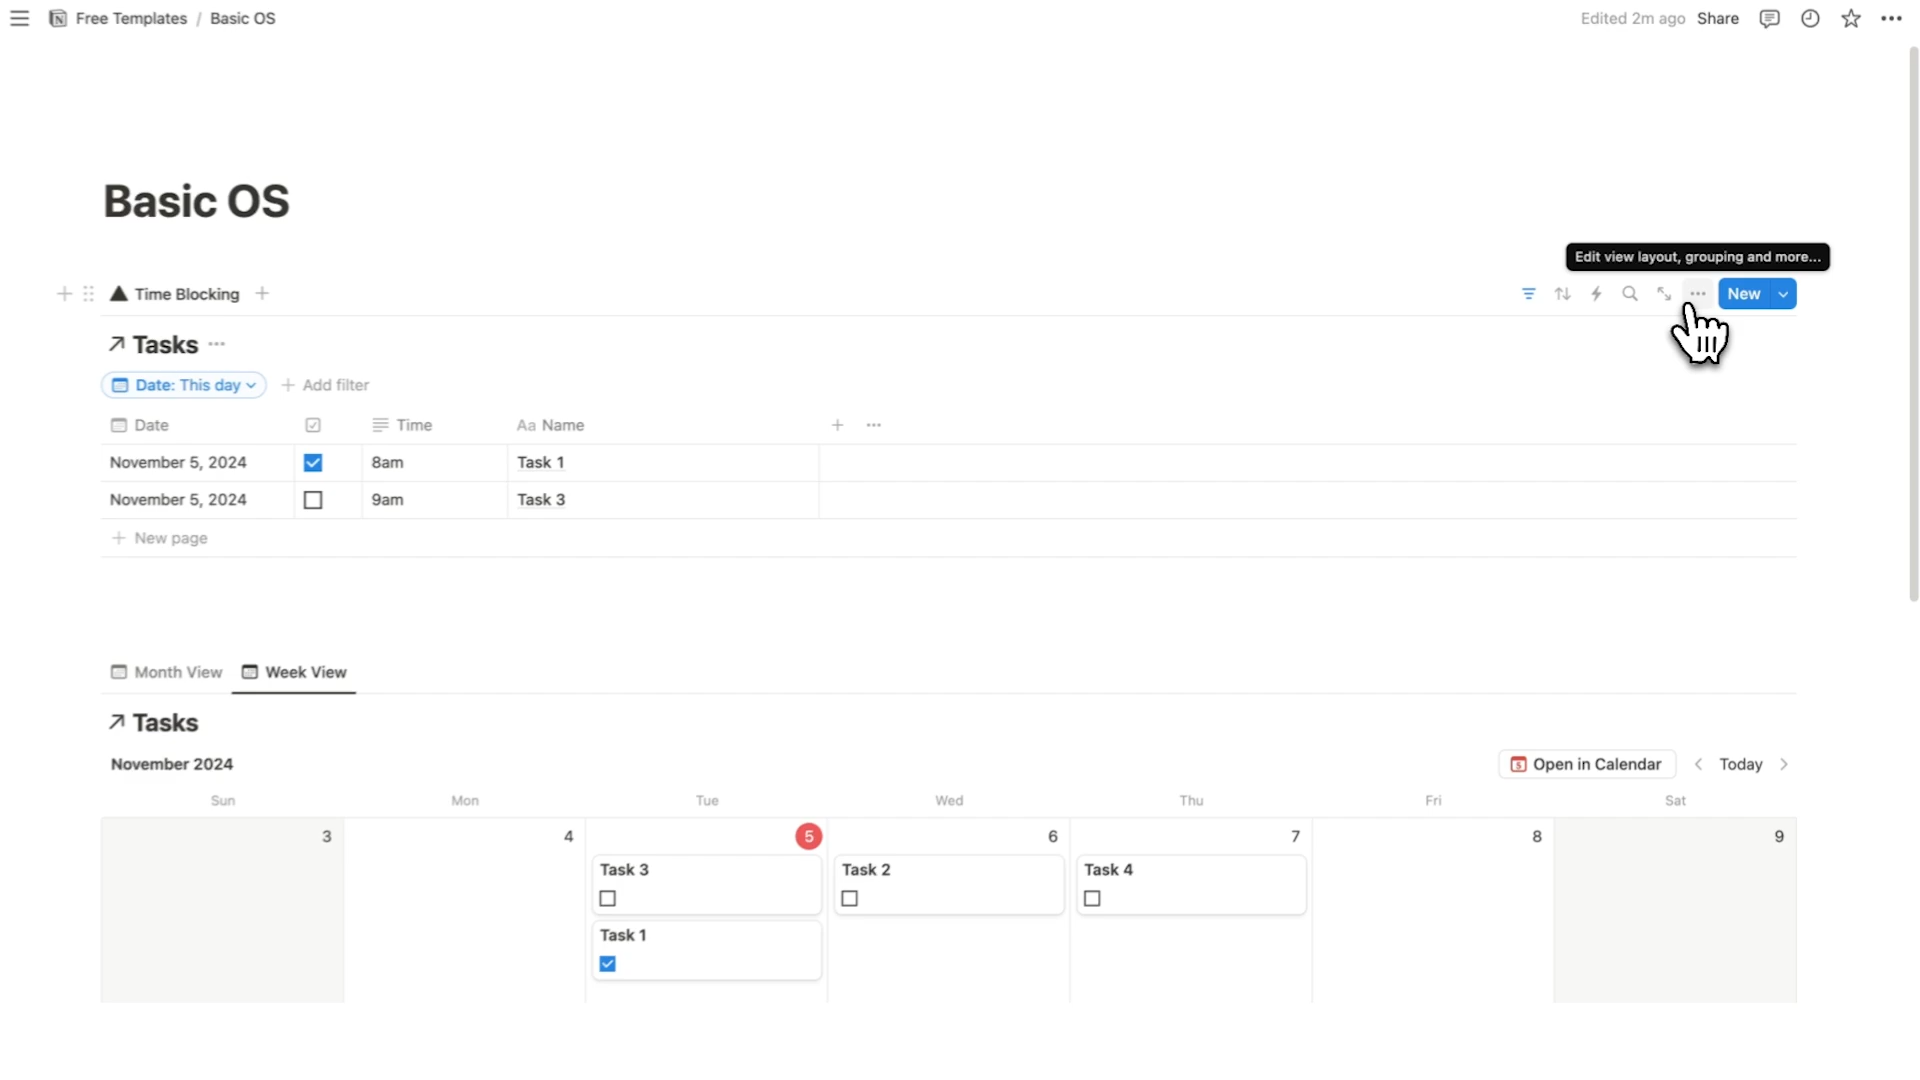 Free Templates / Basic OS
Edited 2m ago Share
Basic OS
Edit view layout, grouping and more...
Time Blocking
New
Tasks
Date: This day
Add filter
Date Time Aa Name
November 5, 2024 8am Task 1
November 5, 2024 9am Task 3
New page
Month View Week View
Tasks
November 2024
5 Open in Calendar Today
Sun Mon Tue Wed Thu Fri Sat
3 4 5 6 7 8 9
Task 3 Task 2 Task 4
Task 1